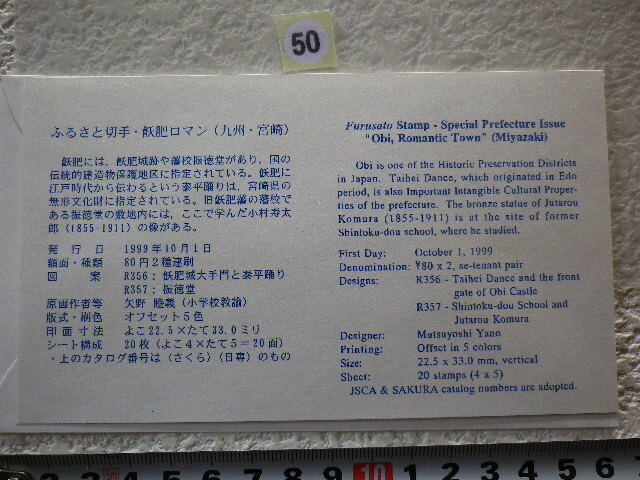 50
ふるさと切手・飫肥ロマン(九州・宮崎)
飫肥には、飫肥城跡や藩校振徳堂があり、国の
伝統的建造物保護地区に指定されている。飫肥に
江戸時代から伝わるという泰平踊りは、宮崎県の
無形文化財に指定されている。旧飫肥藩の藩校で
ある振徳堂の敷地内には、ここで学んだ小村寿太
郎(1855-1911)の像がある。
発行日 1999年10月1日
額面・種類 80円2種連刷
図案 R356:飫肥城大手門と泰平踊り
R357:振徳堂
原画作者等 矢野 睦義(小学校教諭)
版式・刷色 オフセット5色
印面寸法 よこ22.5×たて33.0ミリ
シート構成 20枚(よこ4×たて5=20面)
・上のカタログ番号は(さくら)(日専)のもの
Furusato Stamp - Special Prefecture Issue
"Obi, Romantic Town" (Miyazaki)
Obi is one of the Historic Preservation Districts
in Japan. Taihei Dance, which originated in Edo
period, is also Important Intangible Cultural Proper-
ties of the prefecture. The bronze statue of Jutarou
Komura (1855-1911) is at the site of former
Shintoku-dou school, where he studied.
First Day: October 1, 1999
Denomination: ¥80 x 2, se-tenant pair
Designs: R356 - Taihei Dance and the front
gate of Obi Castle
R357 - Shintoku-dou School and
Jutarou Komura
Designer: Mutsuyoshi Yano
Printing: Offset in 5 colors
Size: 22.5 x 33.0 mm, vertical
Sheet: 20 stamps (4 x 5)
JSCA & SAKURA catalog numbers are adopted.
2 3 4 5 6 7 8 9 10 1 2 3 4 5 6